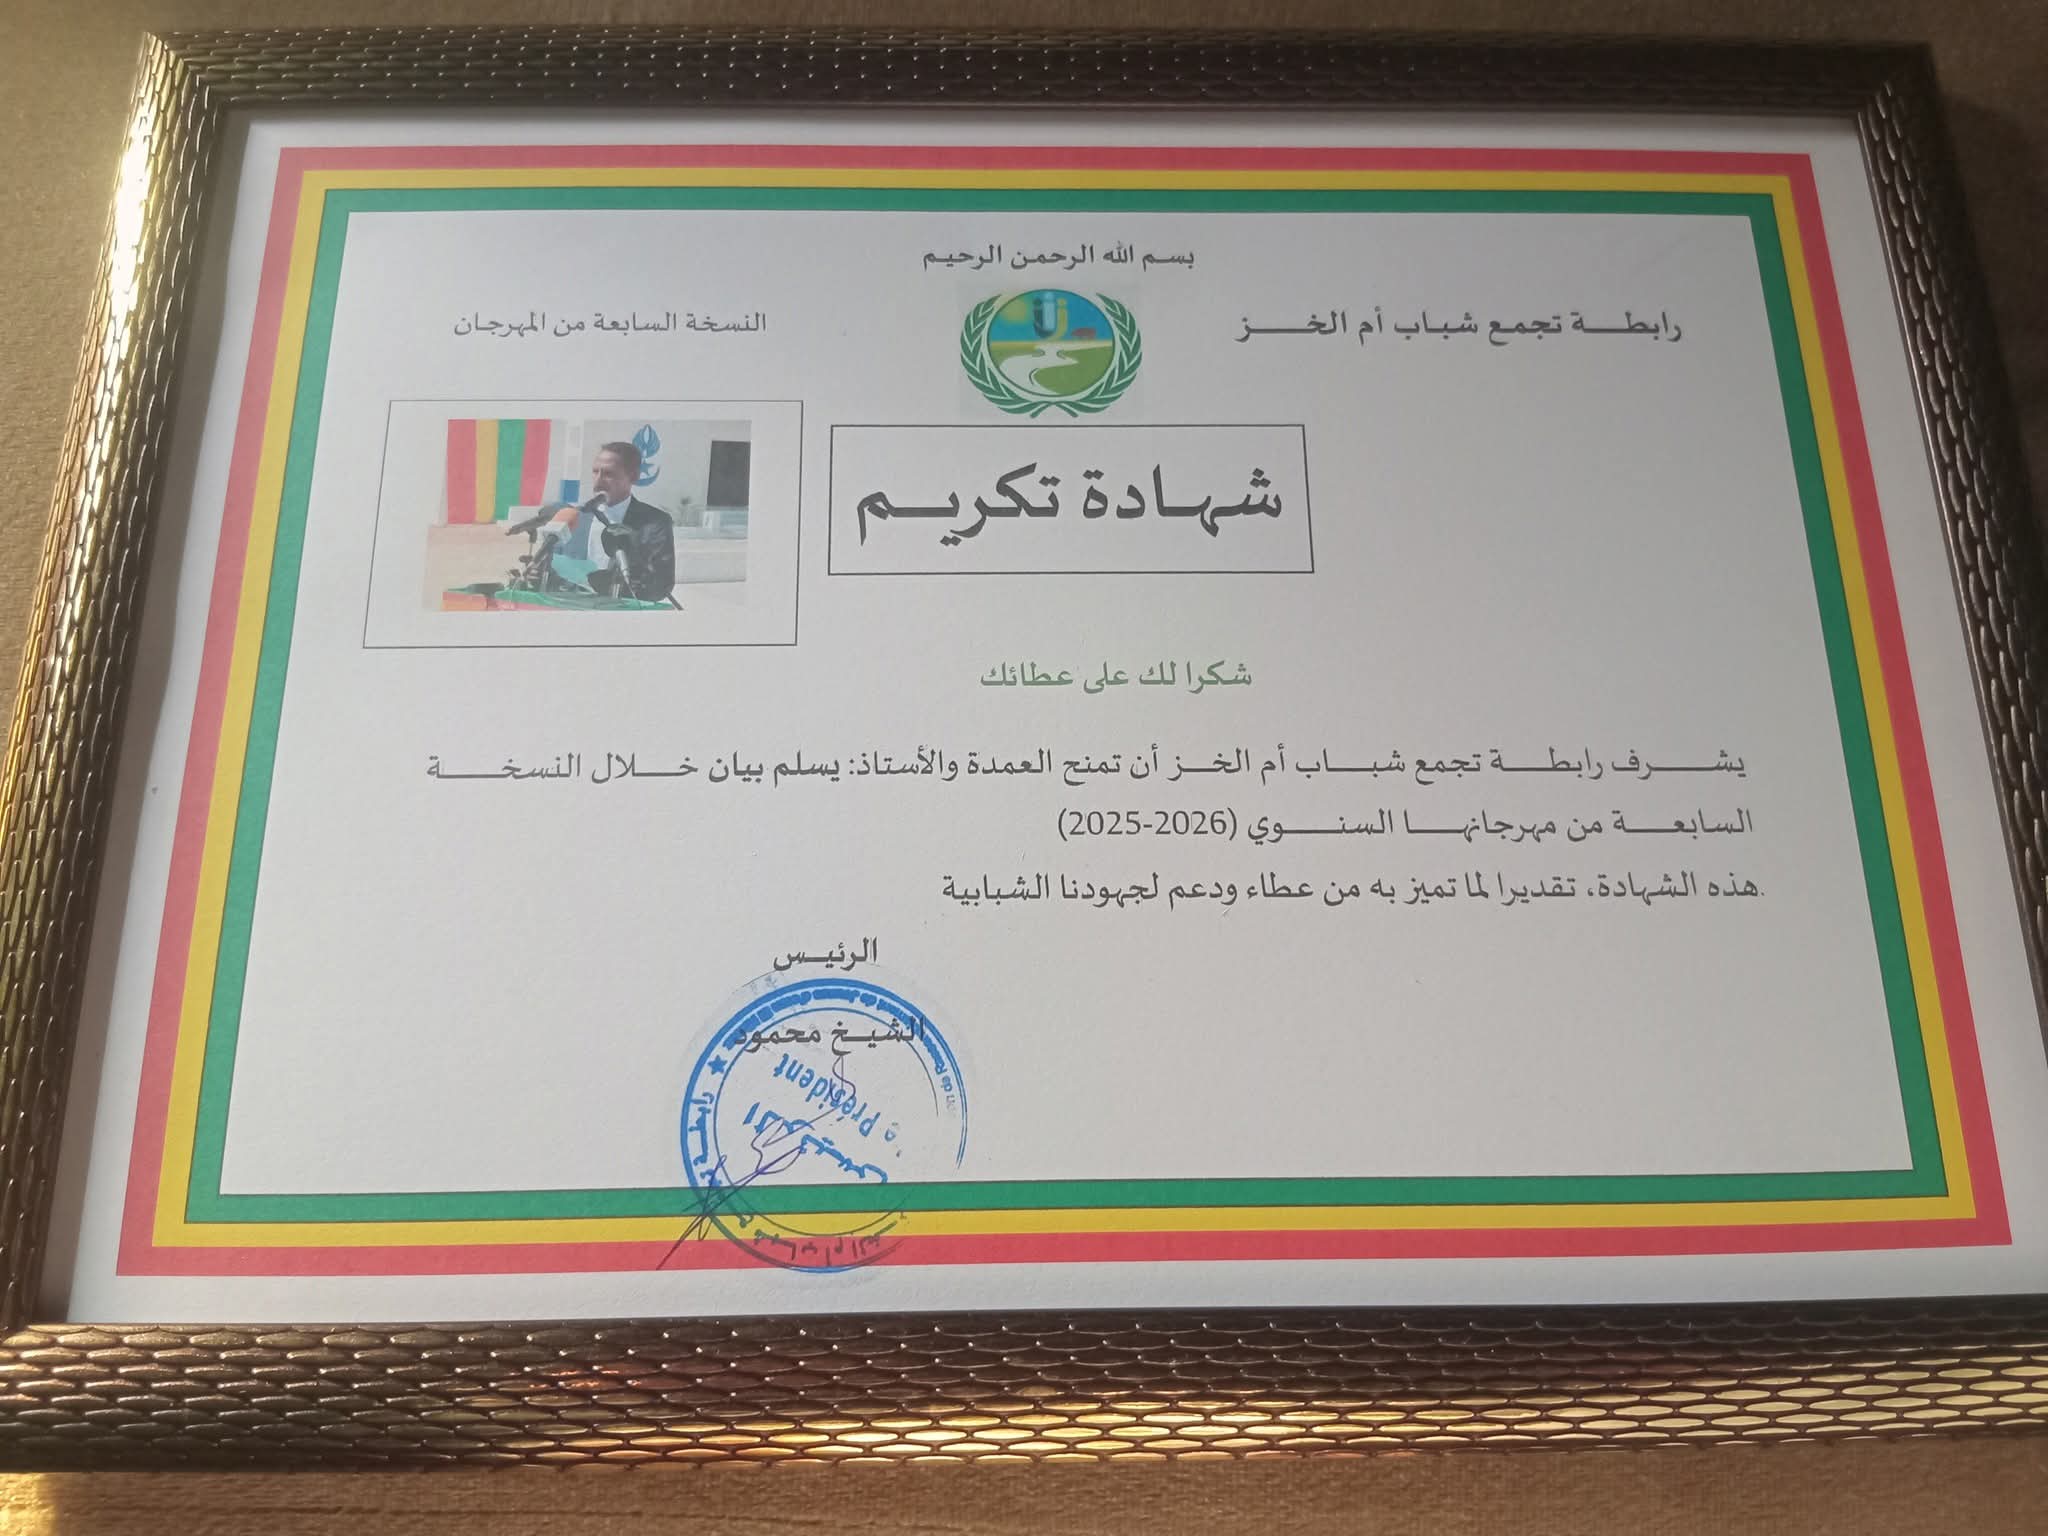 بسم الله الرحمن الرحيم
رابطة تجمع شباب أم الخز
النسخة السابعة من المهرجان
شهادة تكريم
شكرا لك على عطائك
يشرف رابطة تجمع شباب أم الخز أن تمنح العمدة والأستاذ: يسلم بيان خلال النسخة
السابعة من مهرجانها السنوي (2025-2026)
هذه الشهادة، تقديرا لما تميز به من عطاء ودعم لجهودنا الشبابية.
الرئيس
الشيخ محمود
Président
الرئيس